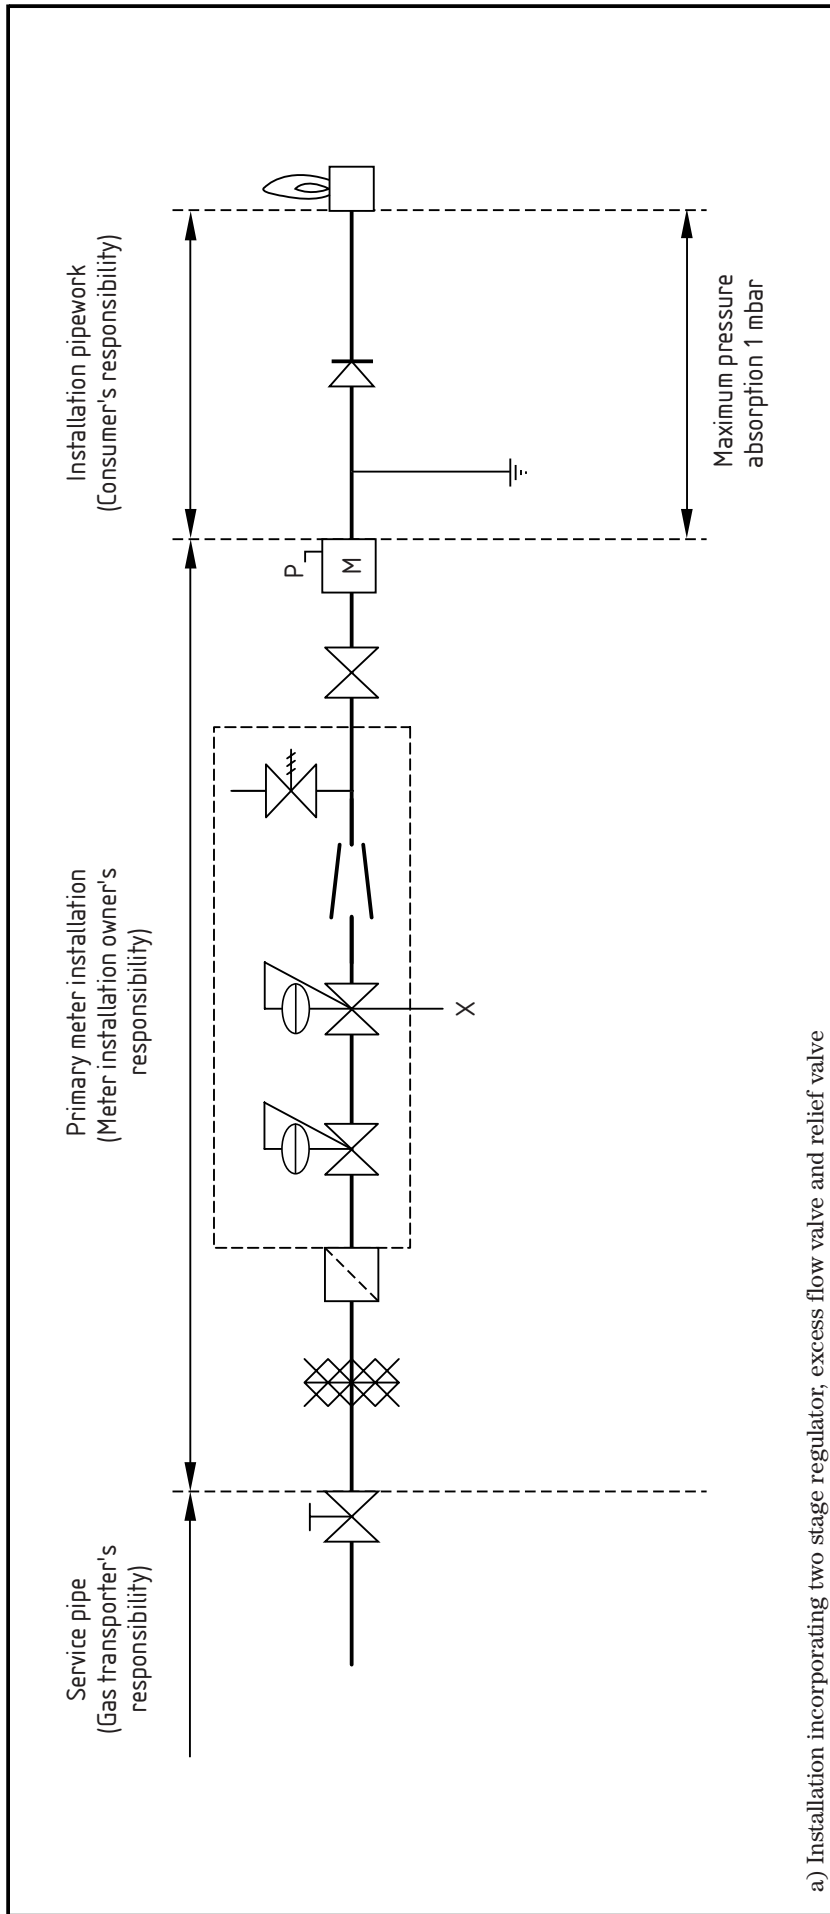 Service pipe
(Gas transporter's
responsibility)
Primary meter installation
(Meter installation owner's
responsibility)
Installation pipework
(Consumer's responsibility)
P
M
X
Maximum pressure
absorption 1 mbar
a) Installation incorporating two stage regulator, excess flow valve and relief valve